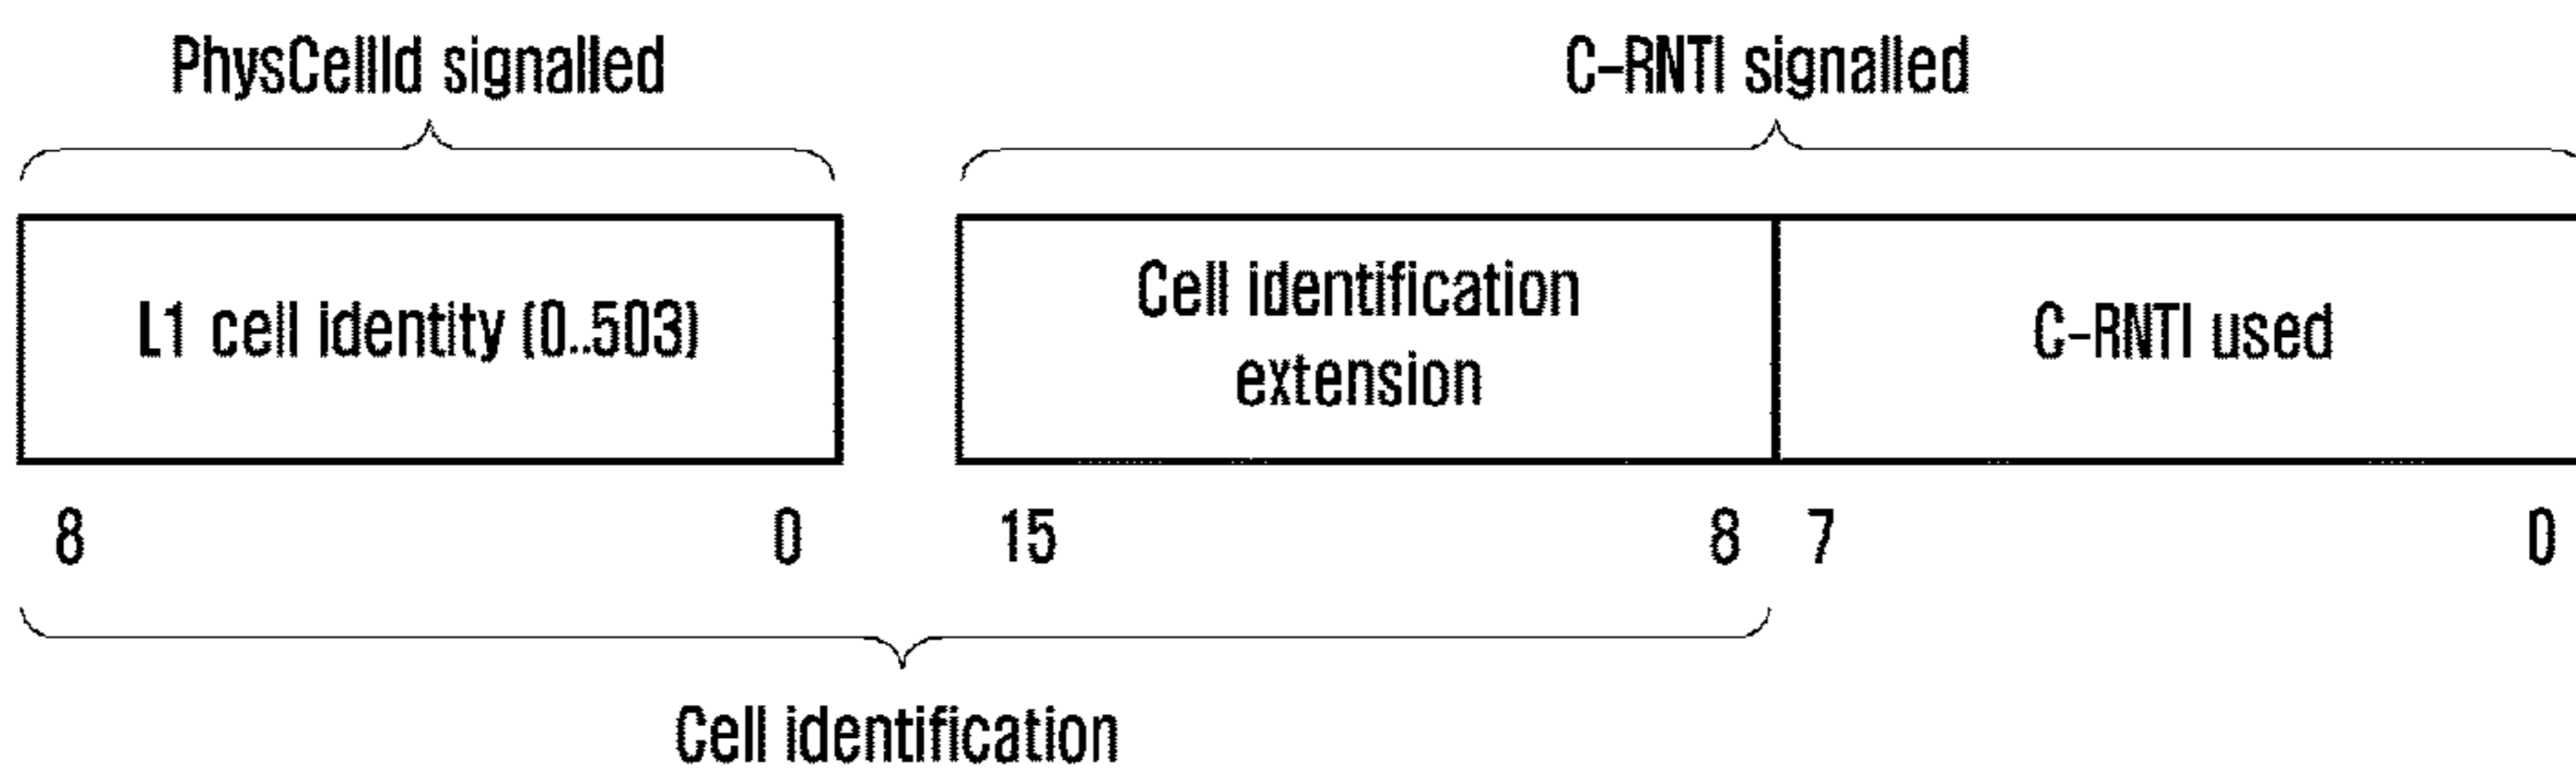 PhysCellId signalled
C-RNTI signalled
L1 cell identity (0..503)
Cell identification
extension
C-RNTI used
8
0
15
8
7
0
Cell identification